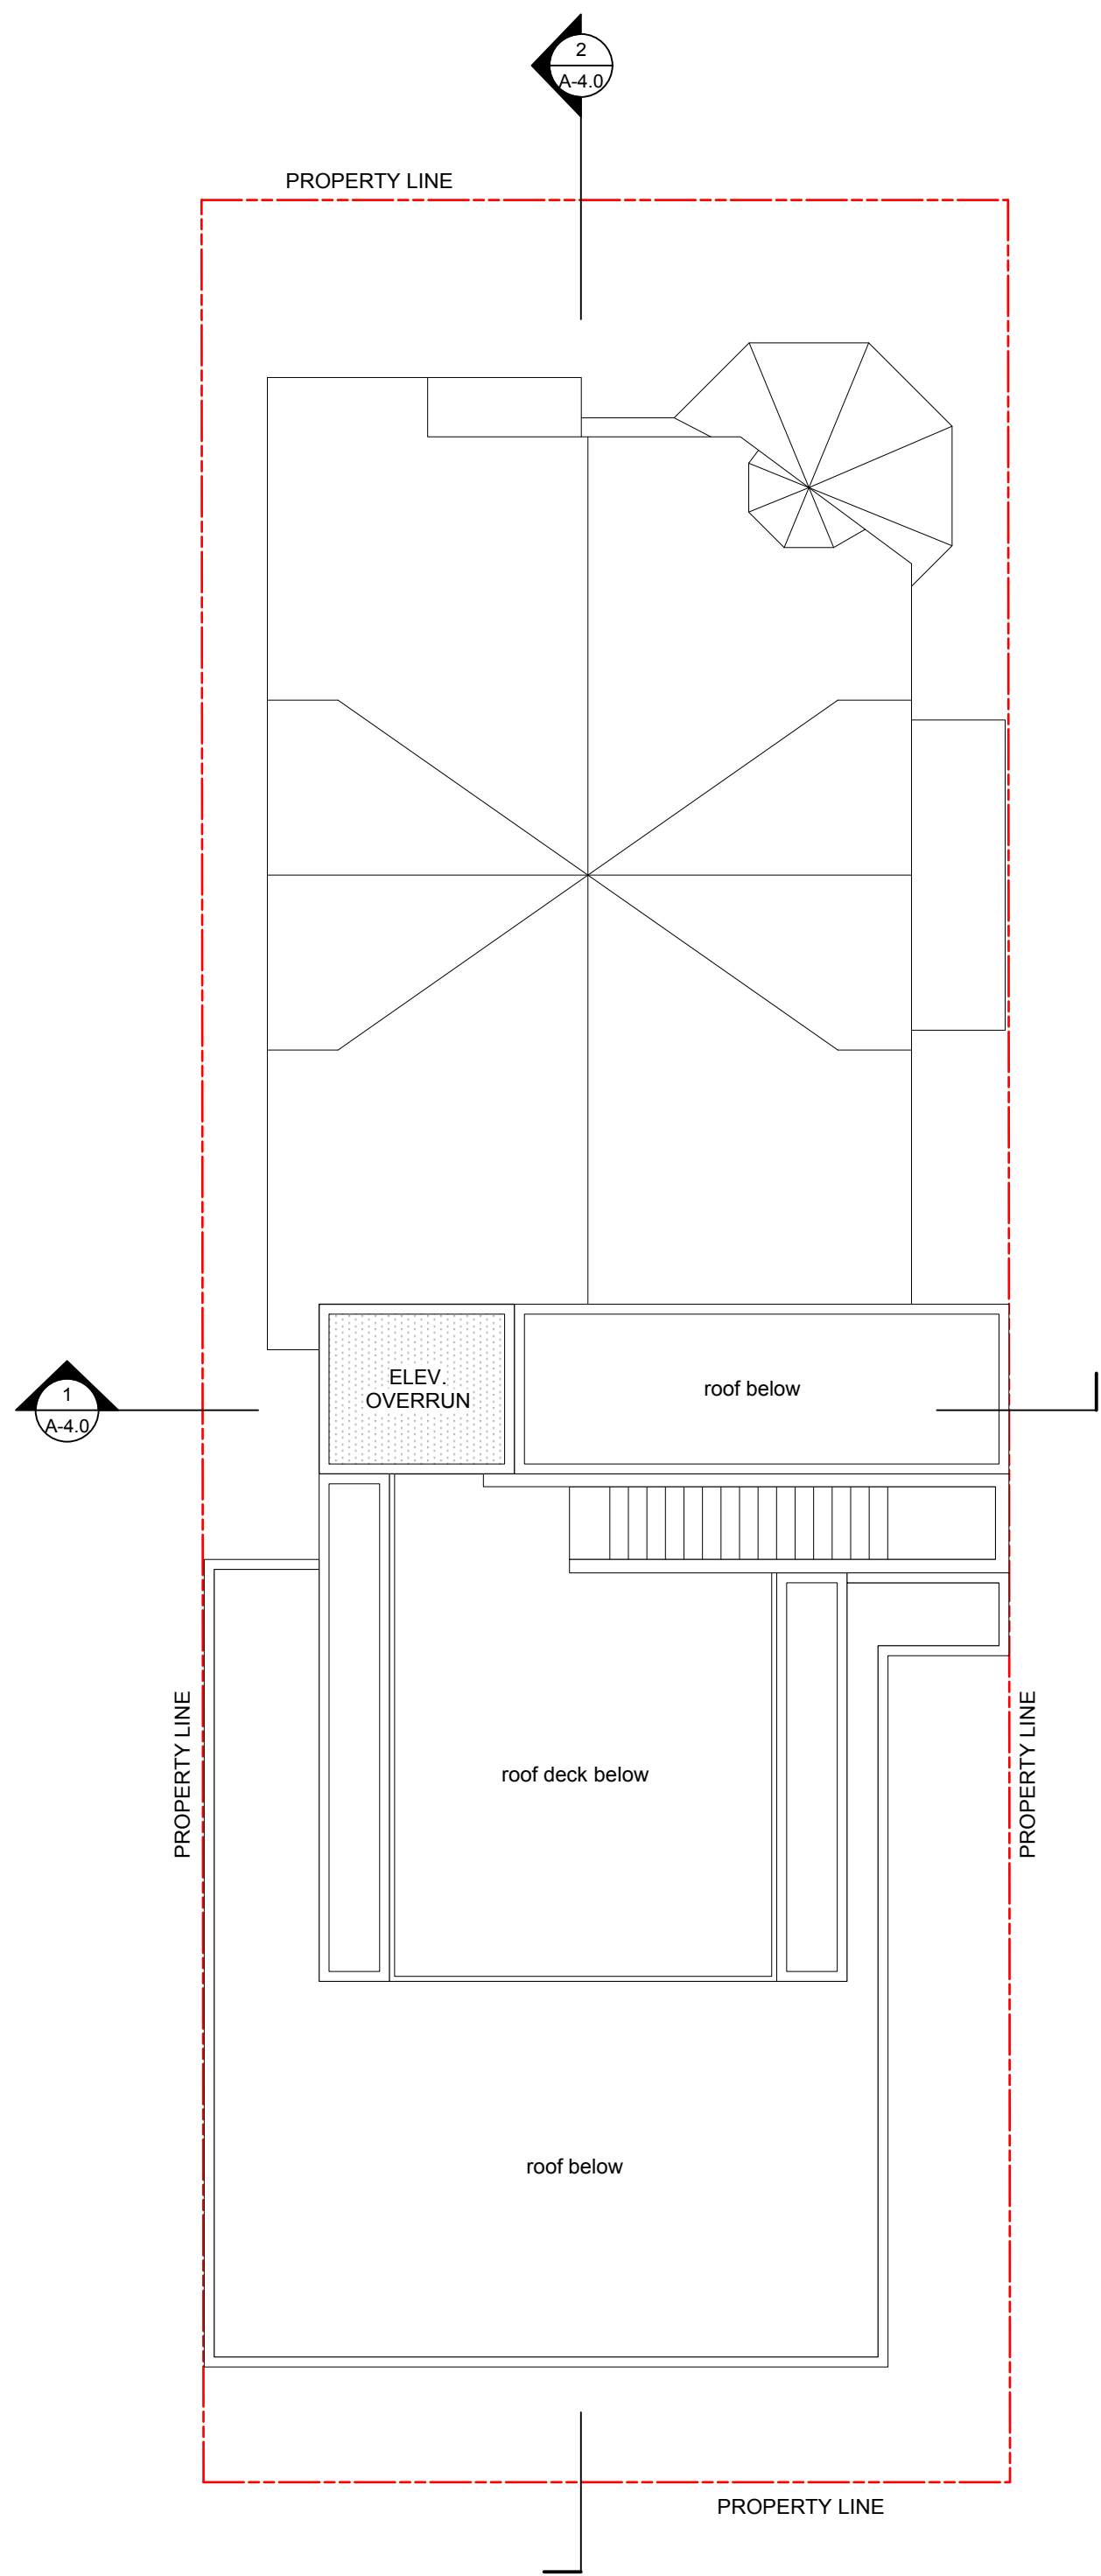 2
A-4.0
PROPERTY LINE
ELEV.
OVERRUN
roof below
1
A-4.0
PROPERTY LINE
PROPERTY LINE
roof deck below
roof below
PROPERTY LINE